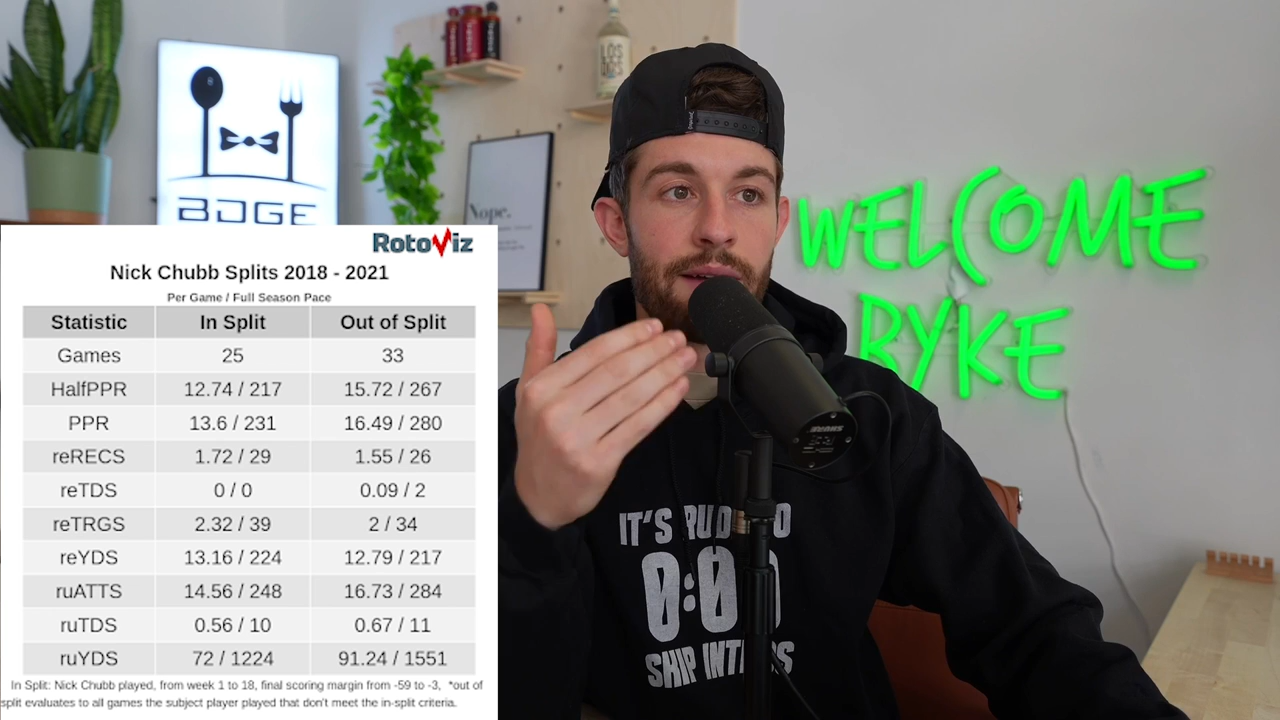 BDGE
Nope.
WELCOME
BYKE
RotoViz
Nick Chubb Splits 2018 - 2021
Per Game / Full Season Pace
Statistic In Split Out of Split
Games 25 33
HalfPPR 12.74 / 217 15.72 / 267
PPR 13.6 / 231 16.49 / 280
reRECS 1.72 / 29 1.55 / 26
reTDS 0 / 0 0.09 / 2
reTRGS 2.32 / 39 2 / 34
reYDS 13.16 / 224 12.79 / 217
ruATTS 14.56 / 248 16.73 / 284
ruTDS 0.56 / 10 0.67 / 11
ruYDS 72 / 1224 91.24 / 1551
In Split: Nick Chubb played, from week 1 to 18, final scoring margin from -59 to -3, *out of
split evaluates to all games the subject player played that don't meet the in-split criteria.
IT'S
SHIP
SHURE